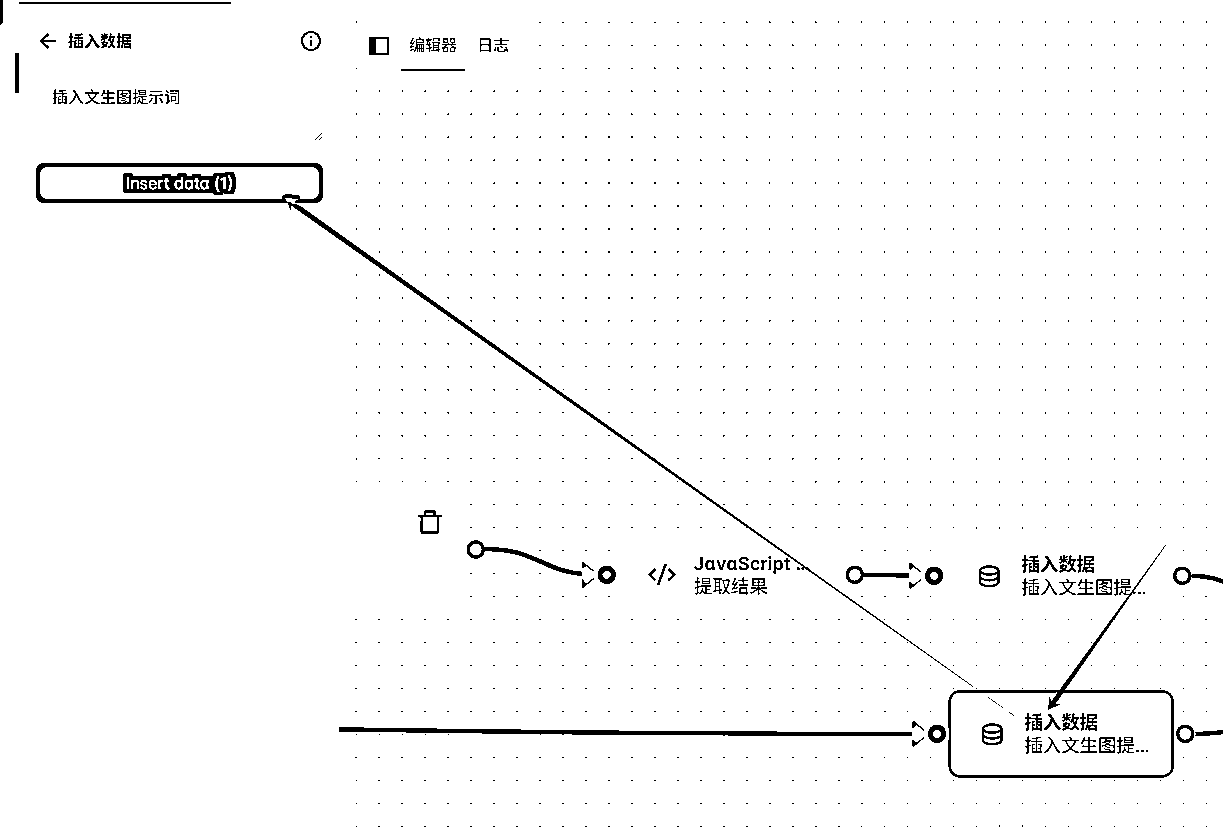 插入数据
编辑器
日志
插入文生图提示词
Insert data (1)
JavaScript ...
提取结果
插入数据
插入文生图提...
插入数据
插入文生图提...